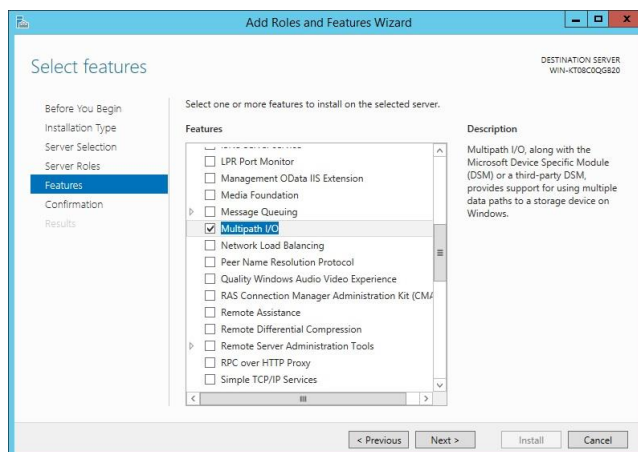 Add Roles and Features Wizard
Select features
DESTINATION SERVER
WIN-KT08C0QGB20
Before You Begin
Installation Type
Server Selection
Server Roles
Features
Confirmation
Results
Select one or more features to install on the selected server.
Features
LPR Port Monitor
Management OData IIS Extension
Media Foundation
Message Queuing
Multipath I/O
Network Load Balancing
Peer Name Resolution Protocol
Quality Windows Audio Video Experience
RAS Connection Manager Administration Kit (CMA
Remote Assistance
Remote Differential Compression
Remote Server Administration Tools
RPC over HTTP Proxy
Simple TCP/IP Services
Description
Multipath I/O, along with the
Microsoft Device Specific Module
(DSM) or a third-party DSM,
provides support for using multiple
data paths to a storage device on
Windows.
< Previous
Next >
Install
Cancel